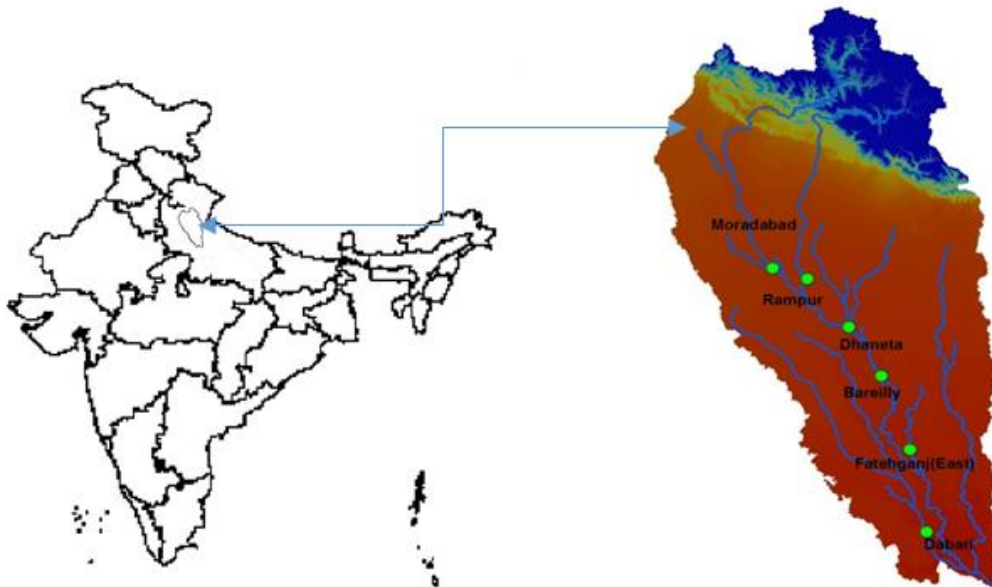 Moradabad
Rampur
Dhaneta
Bareilly
Fatehganj(East)
Dabari